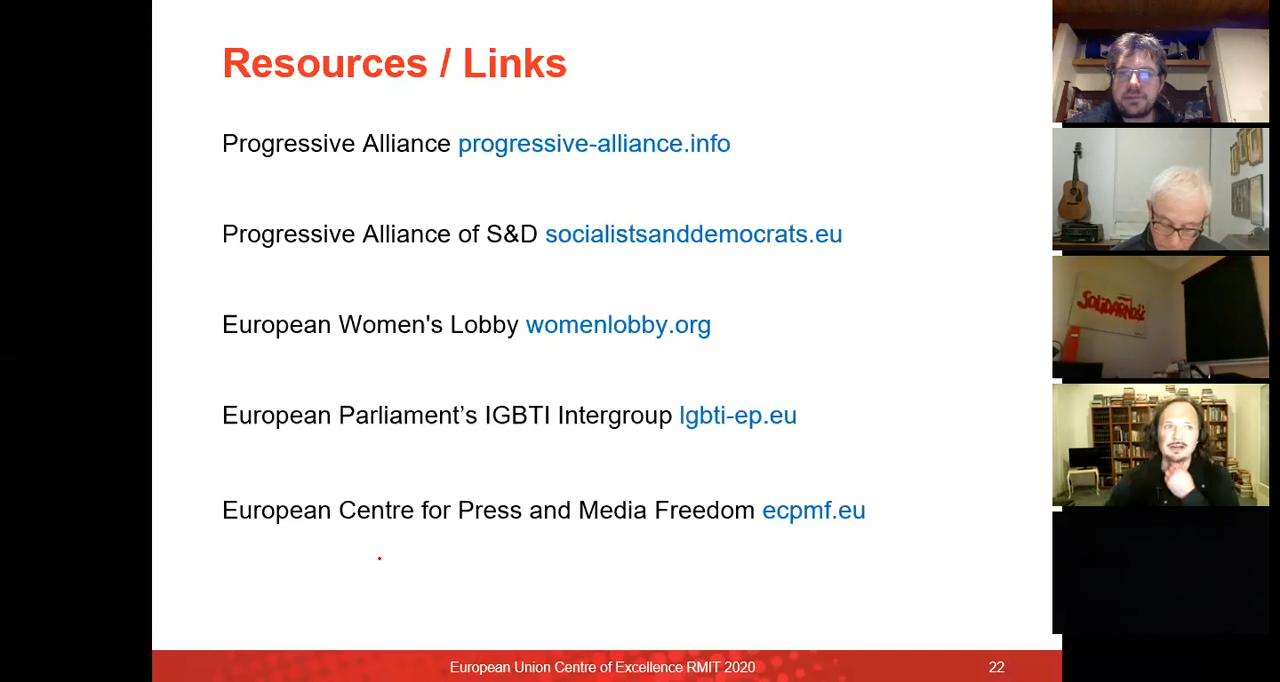 Resources / Links
Progressive Alliance progressive-alliance.info
Progressive Alliance of S&D socialistsanddemocrats.eu
European Women's Lobby womenlobby.org
European Parliament’s IGBTI Intergroup lgbti-ep.eu
European Centre for Press and Media Freedom ecpmf.eu
European Union Centre of Excellence RMIT 2020
22
SOLIDARNOŚĆ